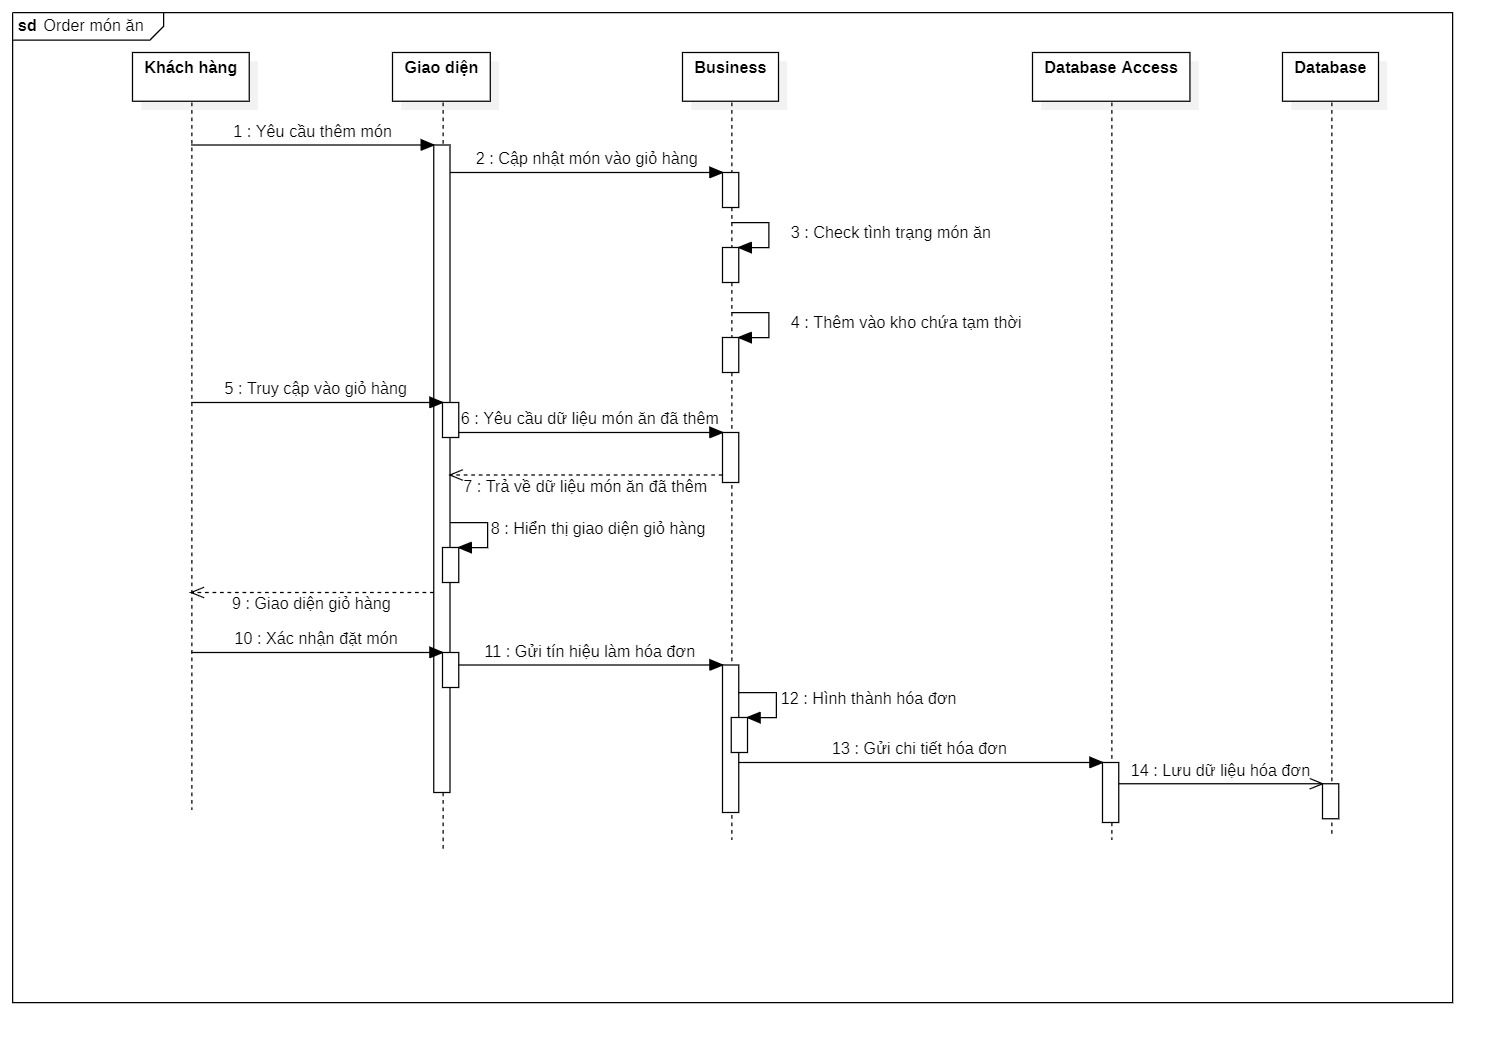 sd Order món ăn
Khách hàng
Giao diện
Business
Database Access
Database
1 : Yêu cầu thêm món
2 : Cập nhật món vào giỏ hàng
3 : Check tình trạng món ăn
4 : Thêm vào kho chứa tạm thời
5 : Truy cập vào giỏ hàng
6 : Yêu cầu dữ liệu món ăn đã thêm
7 : Trả về dữ liệu món ăn đã thêm
8 : Hiển thị giao diện giỏ hàng
9 : Giao diện giỏ hàng
10 : Xác nhận đặt món
11 : Gửi tín hiệu làm hóa đơn
12 : Hình thành hóa đơn
13 : Gửi chi tiết hóa đơn
14 : Lưu dữ liệu hóa đơn